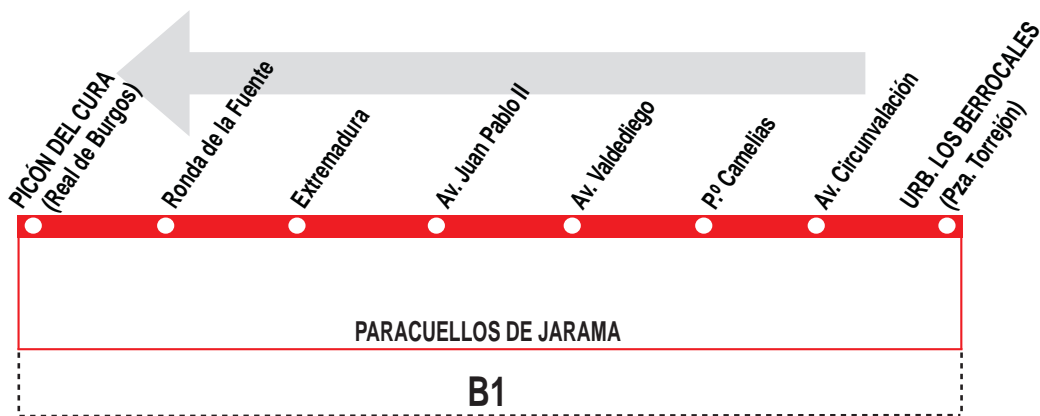 PICÓN DEL CURA
(Real de Burgos)
Ronda de la Fuente
Extremadura
Av. Juan Pablo II
Av. Valdediego
P.º Camelias
Av. Circunvalación
URB. LOS BERROCALES
(Pza. Torrejón)
PARACUELLOS DE JARAMA
B1